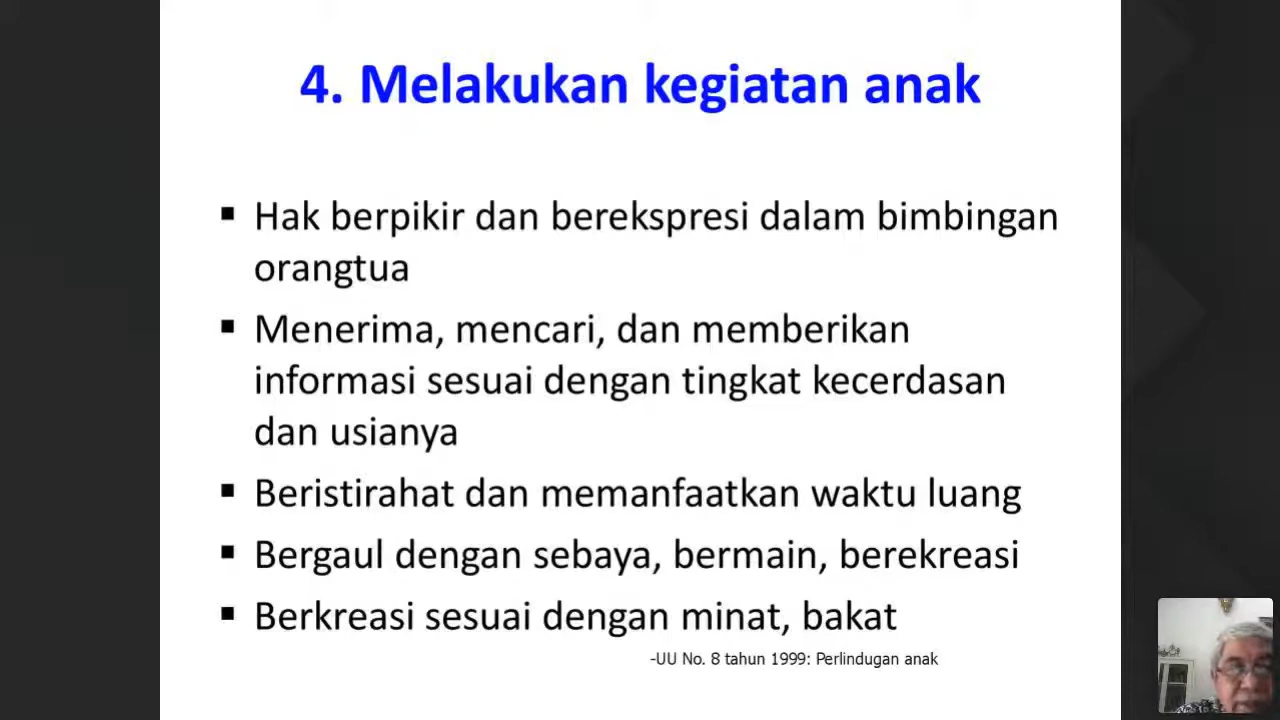 4. Melakukan kegiatan anak
▪ Hak berpikir dan berekspresi dalam bimbingan
orangtua
▪ Menerima, mencari, dan memberikan
informasi sesuai dengan tingkat kecerdasan
dan usianya
▪ Beristirahat dan memanfaatkan waktu luang
▪ Bergaul dengan sebaya, bermain, berekreasi
▪ Berkreasi sesuai dengan minat, bakat
-UU No. 8 tahun 1999: Perlindugan anak